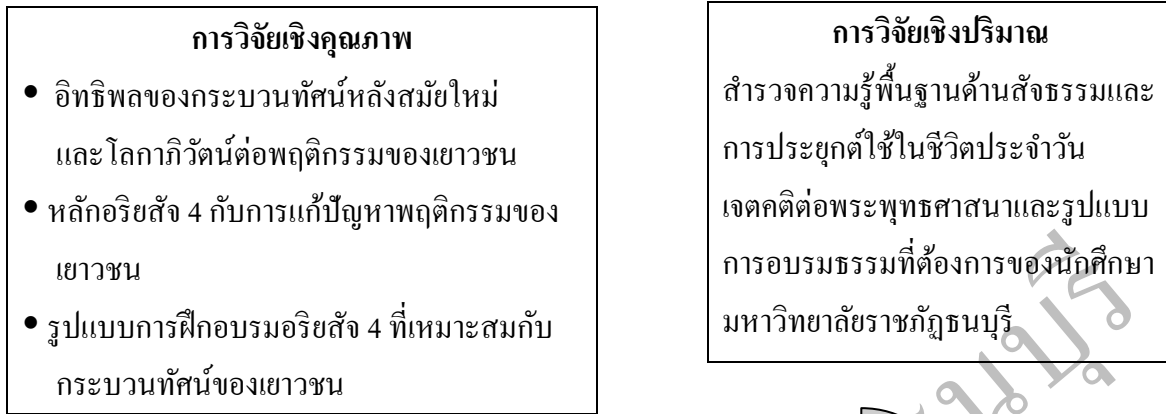 การวิจัยเชิงคุณภาพ
• อิทธิพลของกระบวนทัศน์หลังสมัยใหม่
และโลกาภิวัตน์ต่อพฤติกรรมของเยาวชน
• หลักอริยสัจ 4 กับการแก้ปัญหาพฤติกรรมของ
เยาวชน
• รูปแบบการฝึกอบรมอริยสัจ 4 ที่เหมาะสมกับ
กระบวนทัศน์ของเยาวชน
การวิจัยเชิงปริมาณ
สำรวจความรู้พื้นฐานด้านสัจธรรมและ
การประยุกต์ใช้ในชีวิตประจำวัน
เจตคติต่อพระพุทธศาสนาและรูปแบบ
การอบรมธรรมที่ต้องการของนักศึกษา
มหาวิทยาลัยราชภัฏธนบุรี